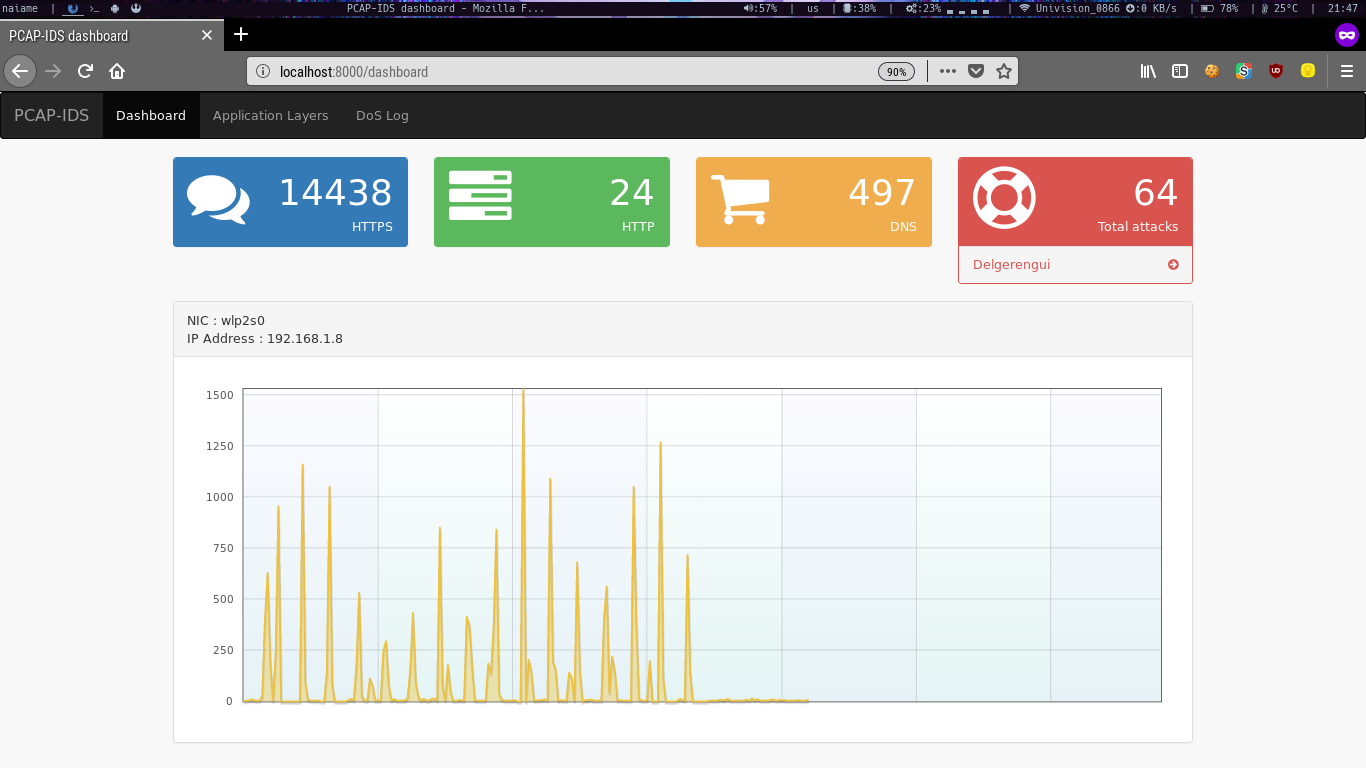 naiame | >_ PCAP-IDS dashboard - Mozilla F... :57% | us | :38% | :23% | Univision_0866 :0 KB/s | 78% | 25°C | 21:47
PCAP-IDS dashboard
localhost:8000/dashboard 90%
PCAP-IDS Dashboard Application Layers DoS Log
14438
HTTPS
24
HTTP
497
DNS
64
Total attacks
Delgerengui
NIC : wlp2s0
IP Address : 192.168.1.8
1500
1250
1000
750
500
250
0